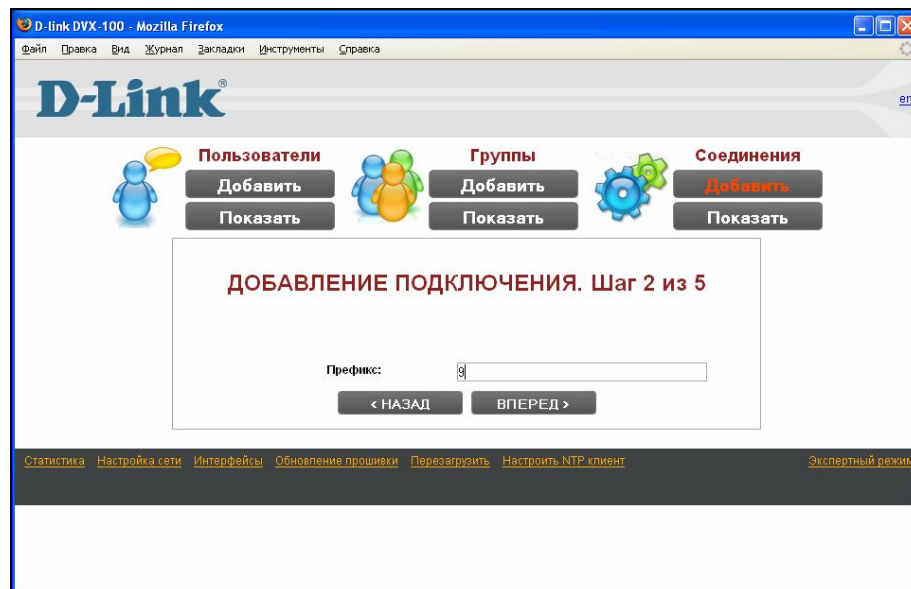 D-link DVX-100 - Mozilla Firefox
Файл Правка Вид Журнал Закладки Инструменты Справка
D-Link®
en
Пользователи Группы Соединения
Добавить Добавить Добавить
Показать Показать Показать
ДОБАВЛЕНИЕ ПОДКЛЮЧЕНИЯ. Шаг 2 из 5
Префикс: 9
< НАЗАД ВПЕРЕД >
Статистика Настройка сети Интерфейсы Обновление прошивки Перезагрузить Настроить NTP клиент Экспертный режим